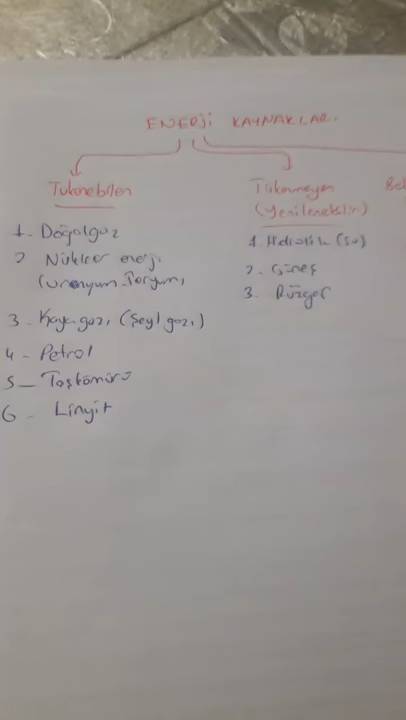 ENERJİ KAYNAKLARI
Tükenebilen
1- Doğalgaz
2 Nükleer enerji
(uranyum-Toryum)
3. Kaya gazı (Şeyl gazı)
4- Petrol
5- Taşkömürü
6- Linyit
Tükenmeyen
(Yenilenebilir)
1. Hidrolik (su)
2. Güneş
3. Rüzgar